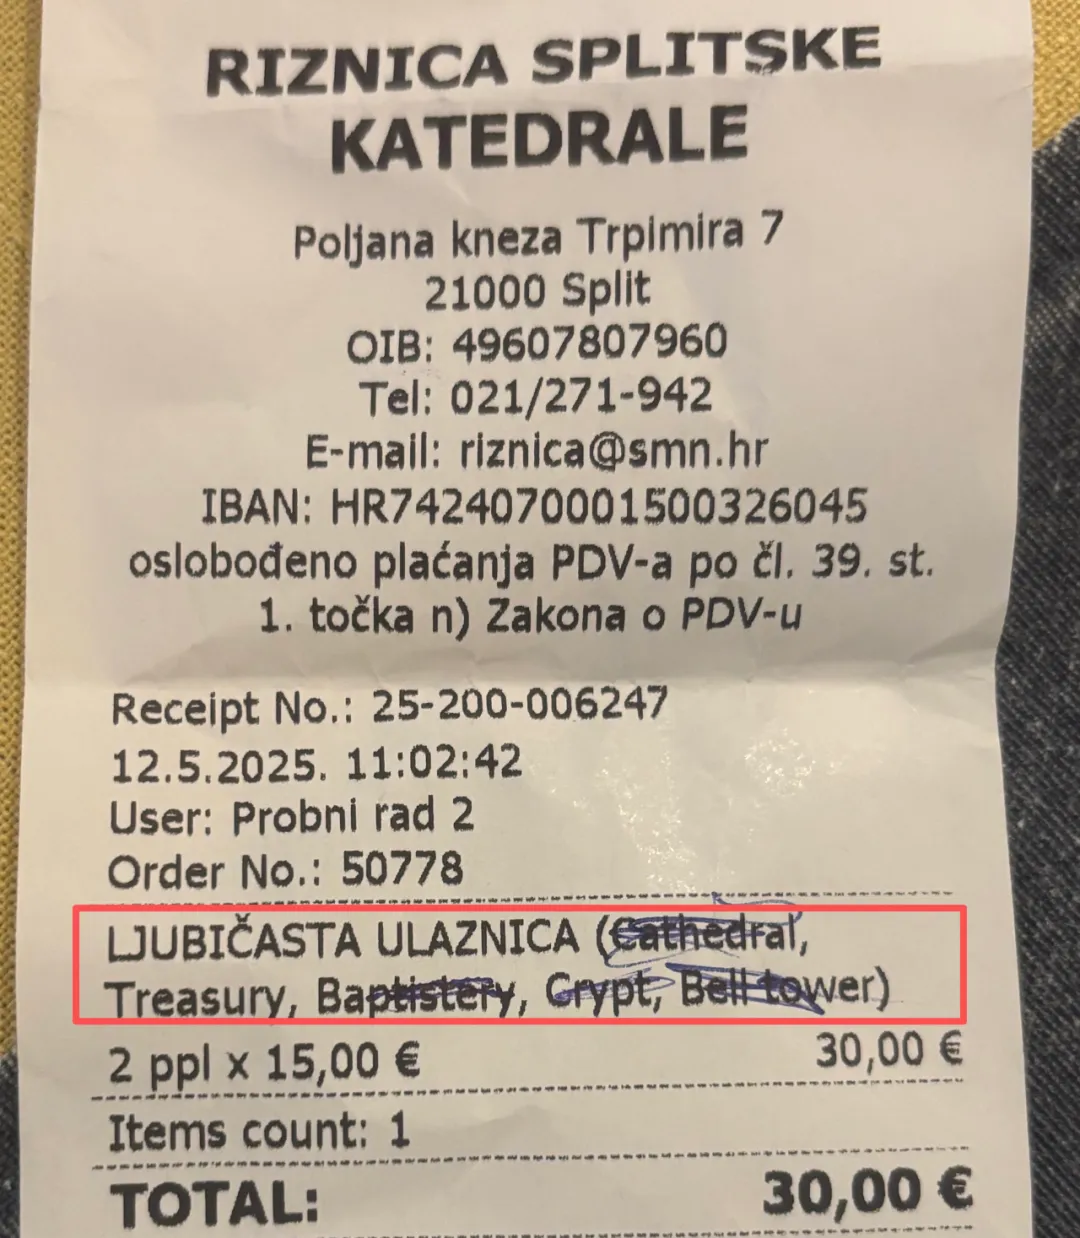 RIZNICA SPLITSKE
KATEDRALE
Poljana kneza Trpimira 7
21000 Split
OIB: 49607807960
Tel: 021/271-942
E-mail: riznica@smn.hr
IBAN: HR7424070001500326045
oslobođeno plaćanja PDV-a po čl. 39. st.
1. točka n) Zakona o PDV-u
Receipt No.: 25-200-006247
12.5.2025. 11:02:42
User: Probni rad 2
Order No.: 50778
LJUBIČASTA ULAZNICA (Cathedral,
Treasury, Baptistery, Crypt, Bell tower)
2 ppl x 15,00 € 30,00 €
Items count: 1
TOTAL: 30,00 €